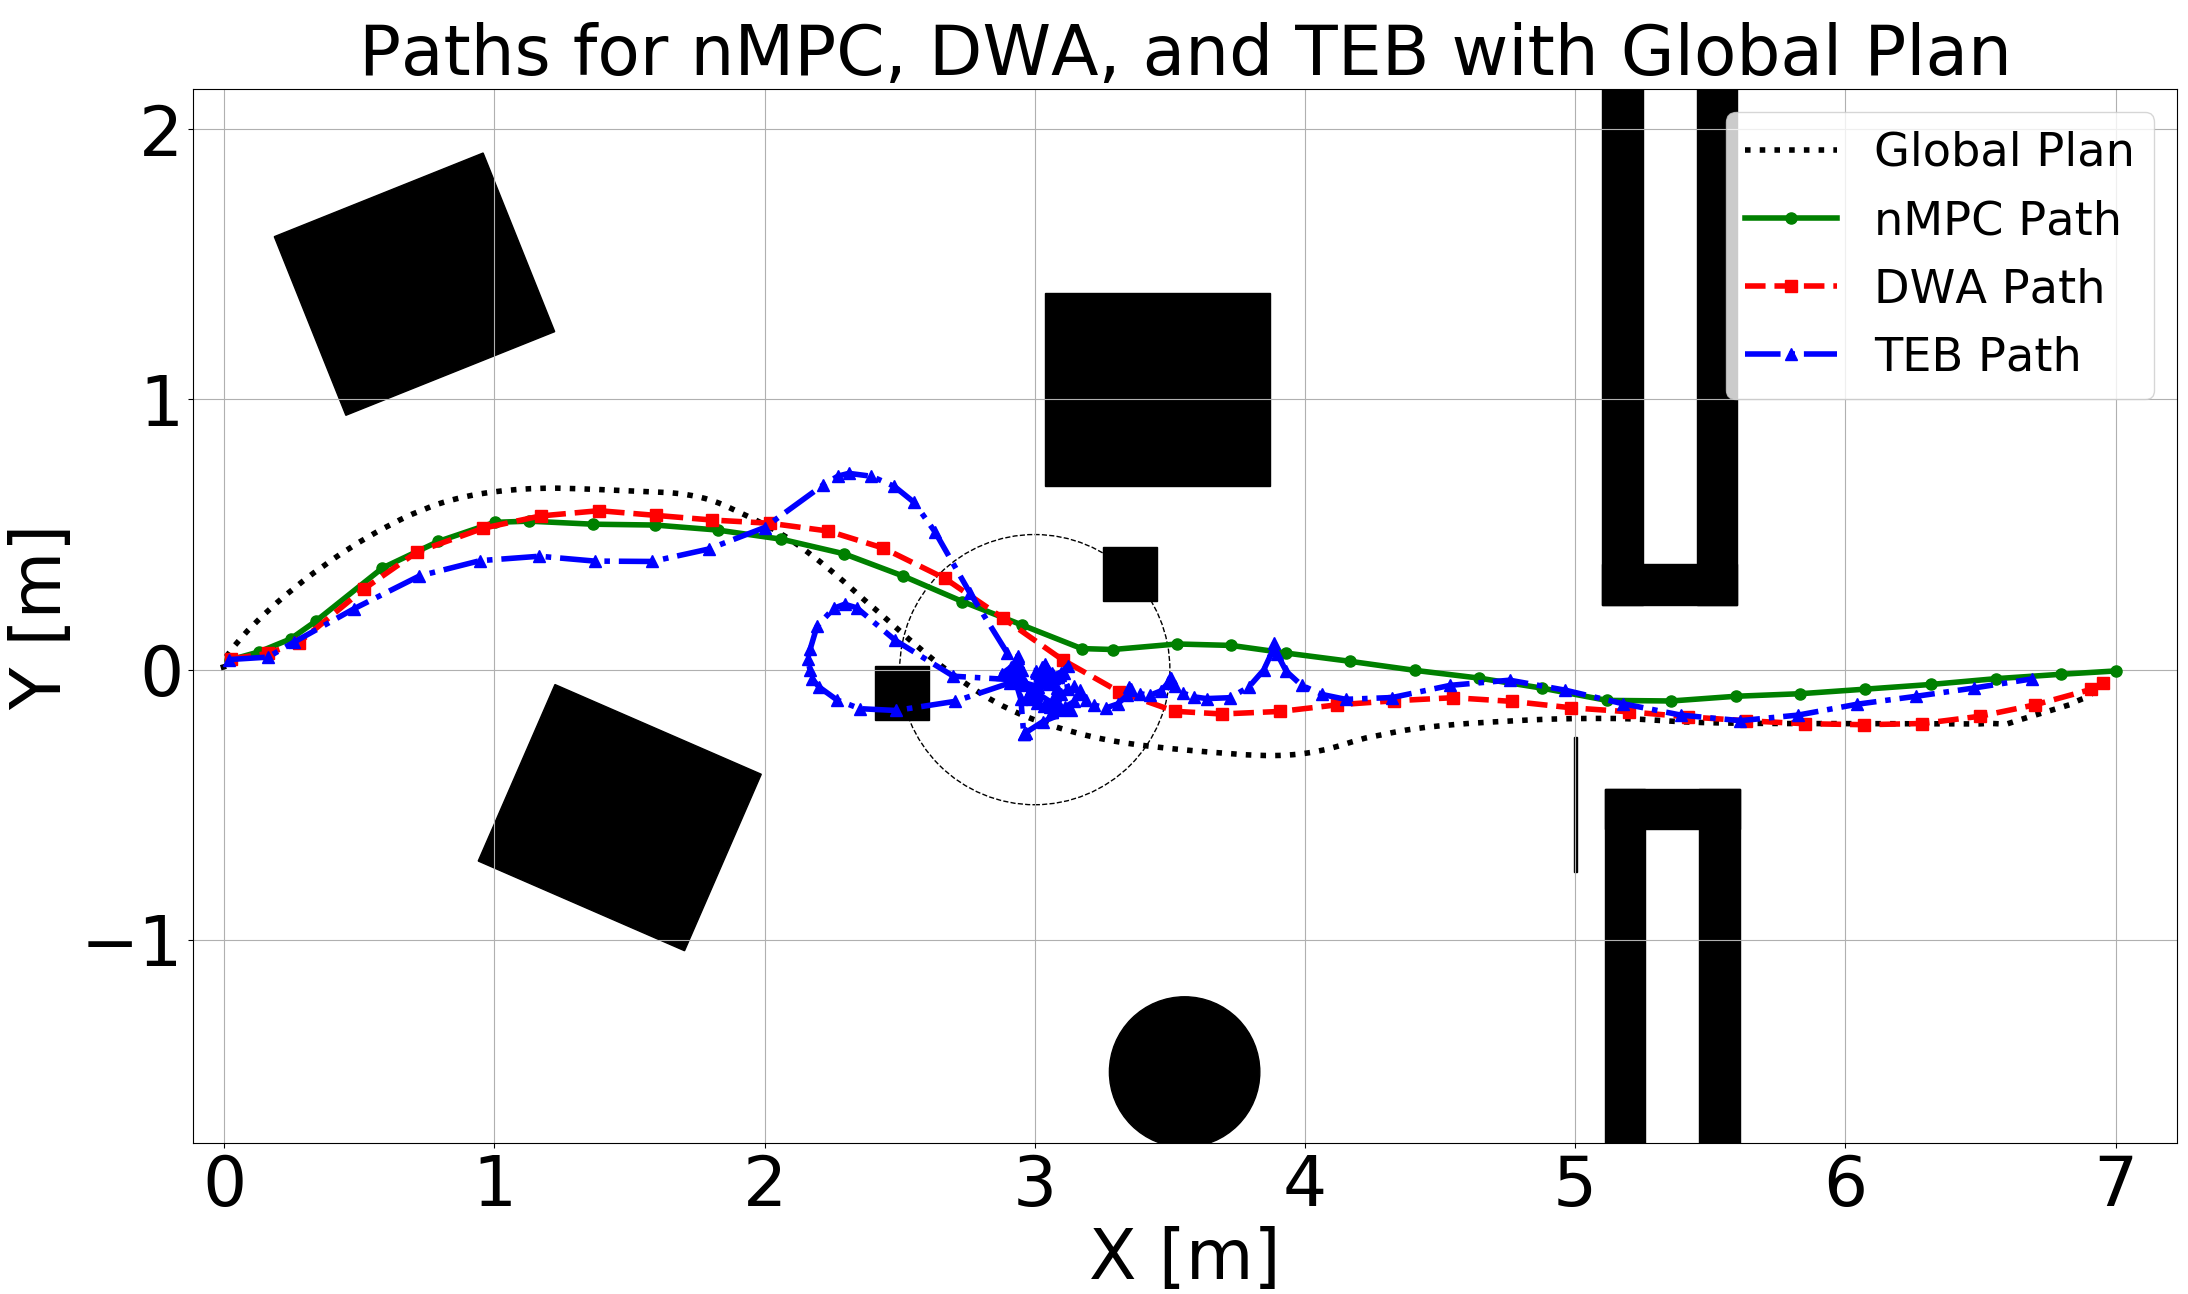 Paths for nMPC, DWA, and TEB with Global Plan
2
1
0
−1
Y [m]
Global Plan
nMPC Path
DWA Path
TEB Path
0 1 2 3 4 5 6 7
X [m]